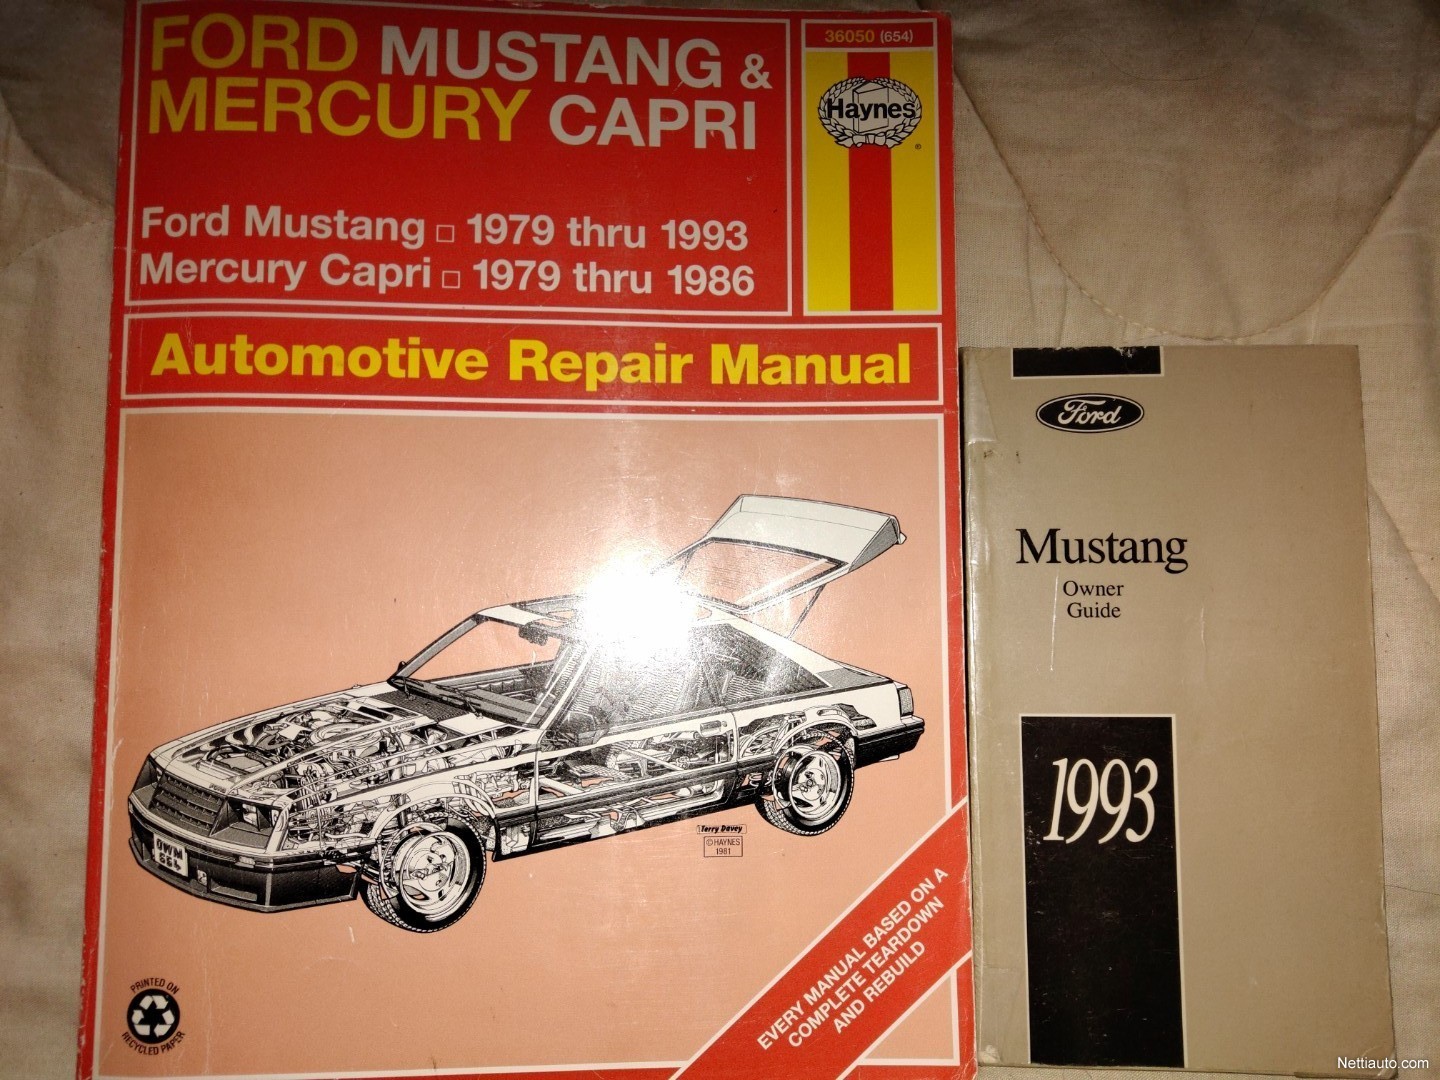 FORD MUSTANG &
MERCURY CAPRI
Ford Mustang □ 1979 thru 1993
Mercury Capri □ 1979 thru 1986
36050 (654)
Haynes
©
Automotive Repair Manual
OWM
664
Terry Davey
© HAYNES
1981
EVERY MANUAL BASED ON A
COMPLETE TEARDOWN
AND REBUILD
PRINTED ON
RECYCLED PAPER
Ford
Mustang
Owner
Guide
1993
Nettiauto.com